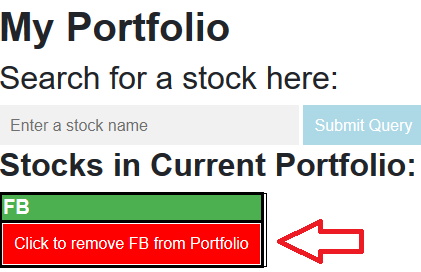 My Portfolio
Search for a stock here:
Enter a stock name
Submit Query
Stocks in Current Portfolio:
FB
Click to remove FB from Portfolio